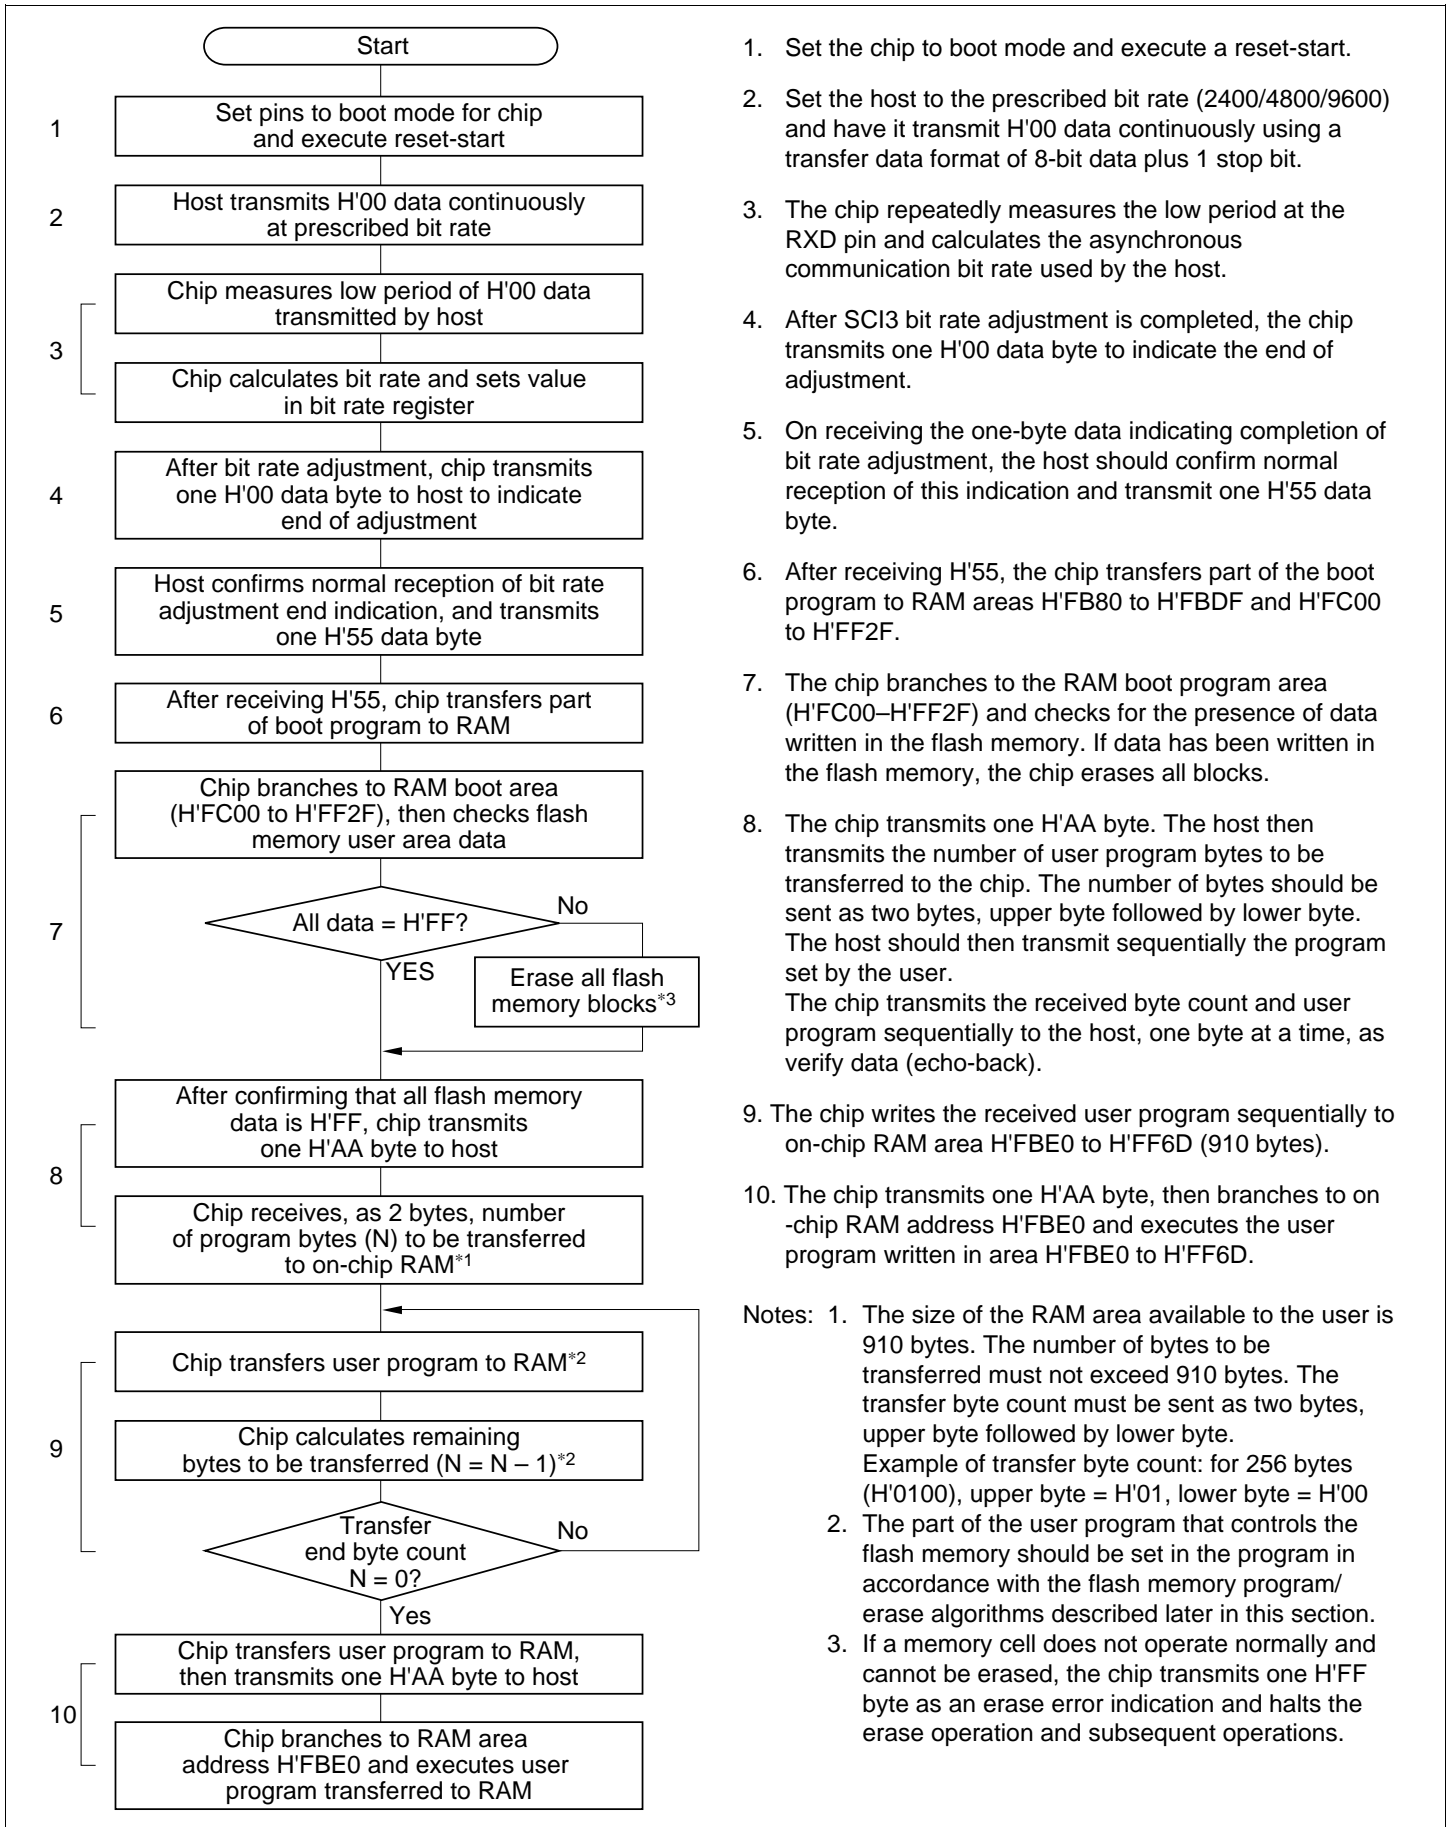 Start
1
Set pins to boot mode for chip
and execute reset-start
2
Host transmits H'00 data continuously
at prescribed bit rate
3
Chip measures low period of H'00 data
transmitted by host
Chip calculates bit rate and sets value
in bit rate register
4
After bit rate adjustment, chip transmits
one H'00 data byte to host to indicate
end of adjustment
5
Host confirms normal reception of bit rate
adjustment end indication, and transmits
one H'55 data byte
6
After receiving H'55, chip transfers part
of boot program to RAM
7
Chip branches to RAM boot area
(H'FC00 to H'FF2F), then checks flash
memory user area data
All data = H'FF?
No
YES
Erase all flash
memory blocks*3
8
After confirming that all flash memory
data is H'FF, chip transmits
one H'AA byte to host
Chip receives, as 2 bytes, number
of program bytes (N) to be transferred
to on-chip RAM*1
9
Chip transfers user program to RAM*2
Chip calculates remaining
bytes to be transferred (N = N – 1)*2
Transfer
end byte count
N = 0?
No
Yes
10
Chip transfers user program to RAM,
then transmits one H'AA byte to host
Chip branches to RAM area
address H'FBE0 and executes user
program transferred to RAM
1. Set the chip to boot mode and execute a reset-start.
2. Set the host to the prescribed bit rate (2400/4800/9600)
and have it transmit H'00 data continuously using a
transfer data format of 8-bit data plus 1 stop bit.
3. The chip repeatedly measures the low period at the
RXD pin and calculates the asynchronous
communication bit rate used by the host.
4. After SCI3 bit rate adjustment is completed, the chip
transmits one H'00 data byte to indicate the end of
adjustment.
5. On receiving the one-byte data indicating completion of
bit rate adjustment, the host should confirm normal
reception of this indication and transmit one H'55 data
byte.
6. After receiving H'55, the chip transfers part of the boot
program to RAM areas H'FB80 to H'FBDF and H'FC00
to H'FF2F.
7. The chip branches to the RAM boot program area
(H'FC00–H'FF2F) and checks for the presence of data
written in the flash memory. If data has been written in
the flash memory, the chip erases all blocks.
8. The chip transmits one H'AA byte. The host then
transmits the number of user program bytes to be
transferred to the chip. The number of bytes should be
sent as two bytes, upper byte followed by lower byte.
The host should then transmit sequentially the program
set by the user.
The chip transmits the received byte count and user
program sequentially to the host, one byte at a time, as
verify data (echo-back).
9. The chip writes the received user program sequentially to
on-chip RAM area H'FBE0 to H'FF6D (910 bytes).
10. The chip transmits one H'AA byte, then branches to on
-chip RAM address H'FBE0 and executes the user
program written in area H'FBE0 to H'FF6D.
Notes: 1. The size of the RAM area available to the user is
910 bytes. The number of bytes to be
transferred must not exceed 910 bytes. The
transfer byte count must be sent as two bytes,
upper byte followed by lower byte.
Example of transfer byte count: for 256 bytes
(H'0100), upper byte = H'01, lower byte = H'00
2. The part of the user program that controls the
flash memory should be set in the program in
accordance with the flash memory program/
erase algorithms described later in this section.
3. If a memory cell does not operate normally and
cannot be erased, the chip transmits one H'FF
byte as an erase error indication and halts the
erase operation and subsequent operations.